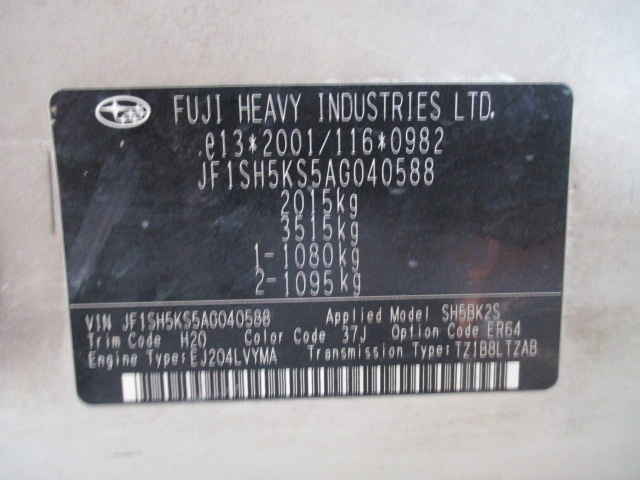 FUJI HEAVY INDUSTRIES LTD.
e13*2001/116*0982
JF1SH5KS5AG040588
2015kg
3515kg
1-1080kg
2-1095kg
VIN JF1SH5KS5AG040588 Applied Model SH5BK2S
Trim Code H20 Color Code 37J Option Code ER64
Engine Type: EJ204LVYMA Transmission Type: TZ1B8LTZAB